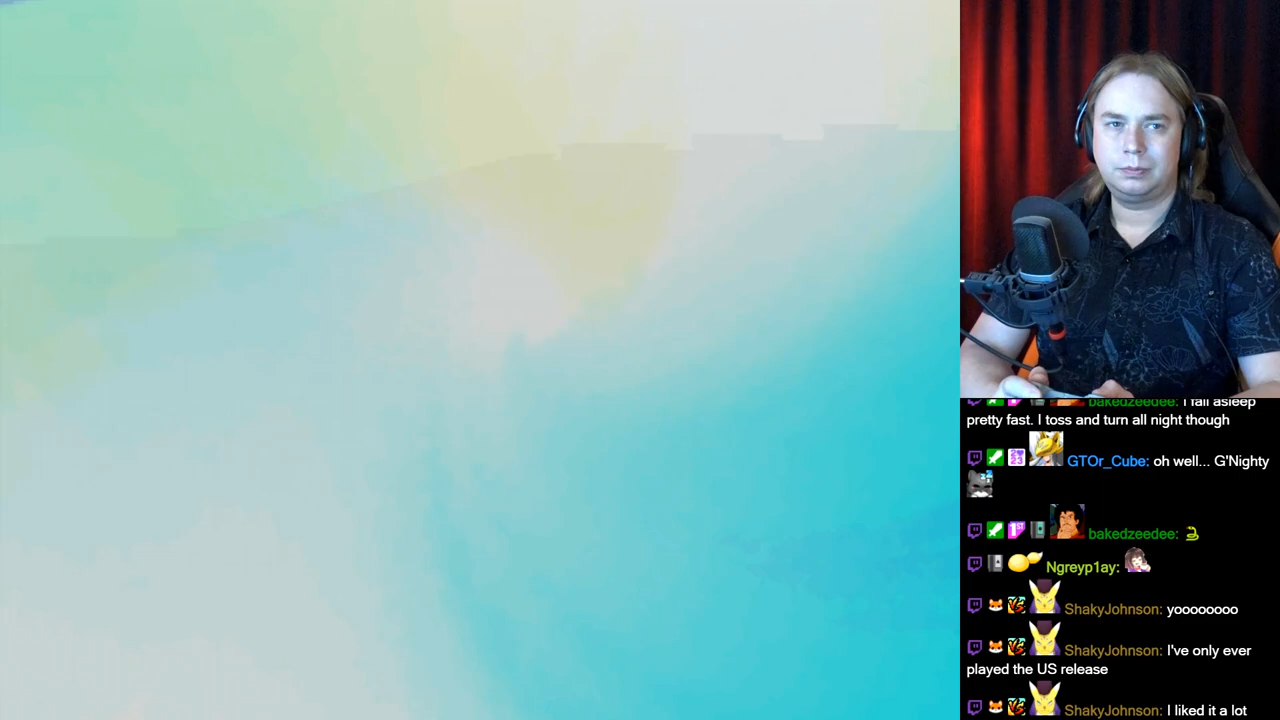 bakedzeedee: I fall asleep
pretty fast. I toss and turn all night though
GTOr_Cube: oh well... G'Nighty
bakedzeedee:
Ngreyp1ay:
ShakyJohnson: yoooooooo
ShakyJohnson: I've only ever
played the US release
ShakyJohnson: I liked it a lot